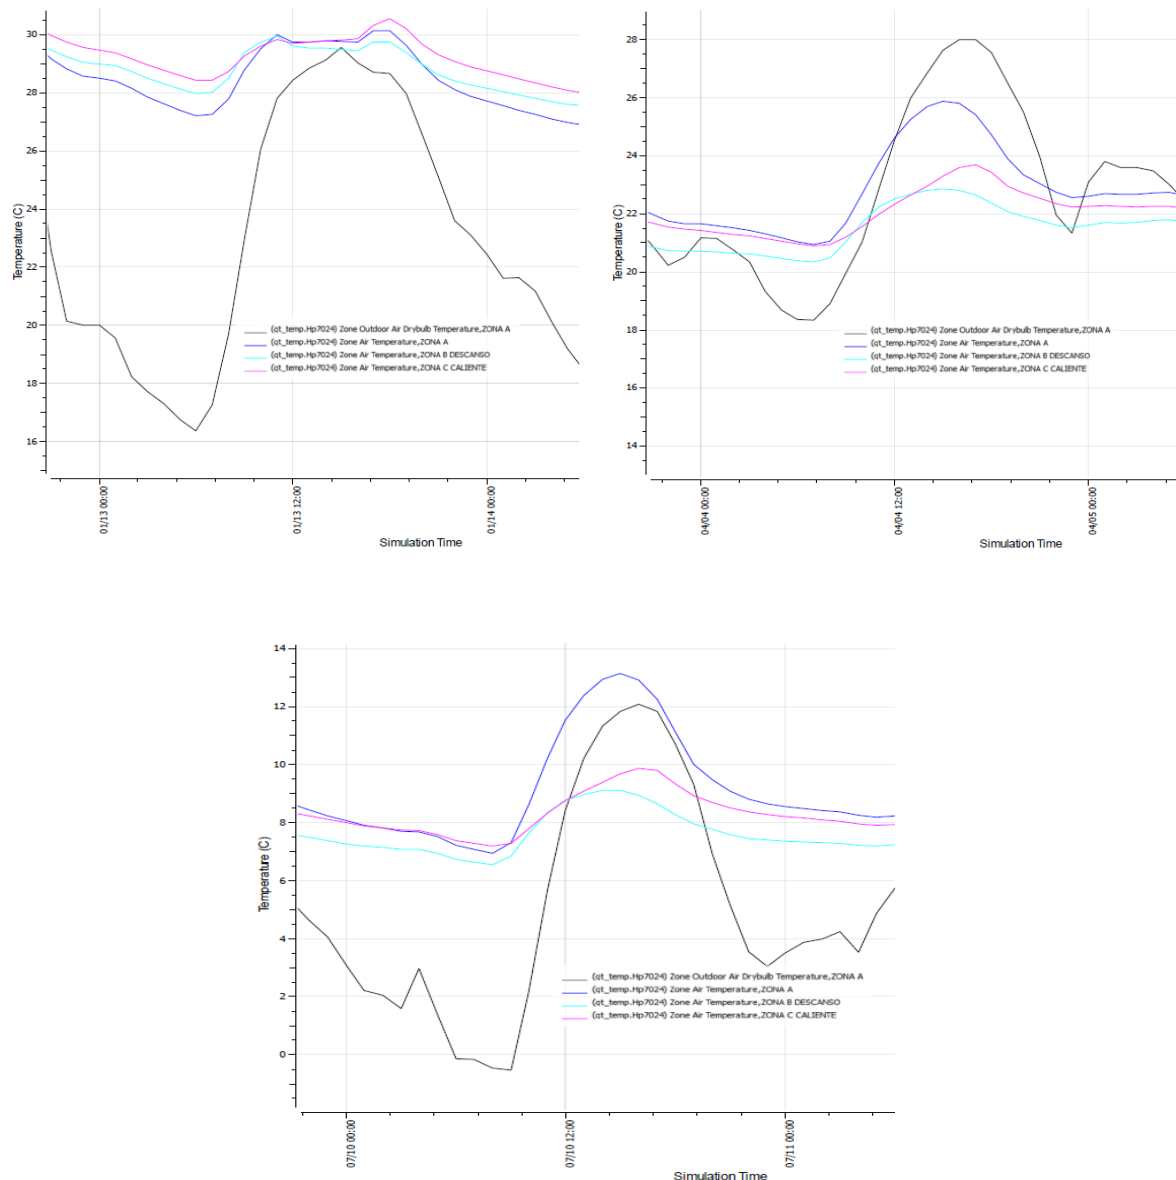 30
28
26
24
22
20
18
16
Temperature (C)
(qt_temp.Hp7024) Zone Outdoor Air Drybulb Temperature,ZONA A
(qt_temp.Hp7024) Zone Air Temperature,ZONA A
(qt_temp.Hp7024) Zone Air Temperature,ZONA B DESCANSO
(qt_temp.Hp7024) Zone Air Temperature,ZONA C CALIENTE
01/13 00:00
01/13 12:00
01/14 00:00
Simulation Time
28
26
24
22
20
18
16
14
Temperature (C)
(qt_temp.Hp7024) Zone Outdoor Air Drybulb Temperature,ZONA A
(qt_temp.Hp7024) Zone Air Temperature,ZONA A
(qt_temp.Hp7024) Zone Air Temperature,ZONA B DESCANSO
(qt_temp.Hp7024) Zone Air Temperature,ZONA C CALIENTE
04/04 00:00
04/04 12:00
04/05 00:00
Simulation Time
14
12
10
8
6
4
2
0
Temperature (C)
(qt_temp.Hp7024) Zone Outdoor Air Drybulb Temperature,ZONA A
(qt_temp.Hp7024) Zone Air Temperature,ZONA A
(qt_temp.Hp7024) Zone Air Temperature,ZONA B DESCANSO
(qt_temp.Hp7024) Zone Air Temperature,ZONA C CALIENTE
07/10 00:00
07/10 12:00
07/11 00:00
Simulation Time